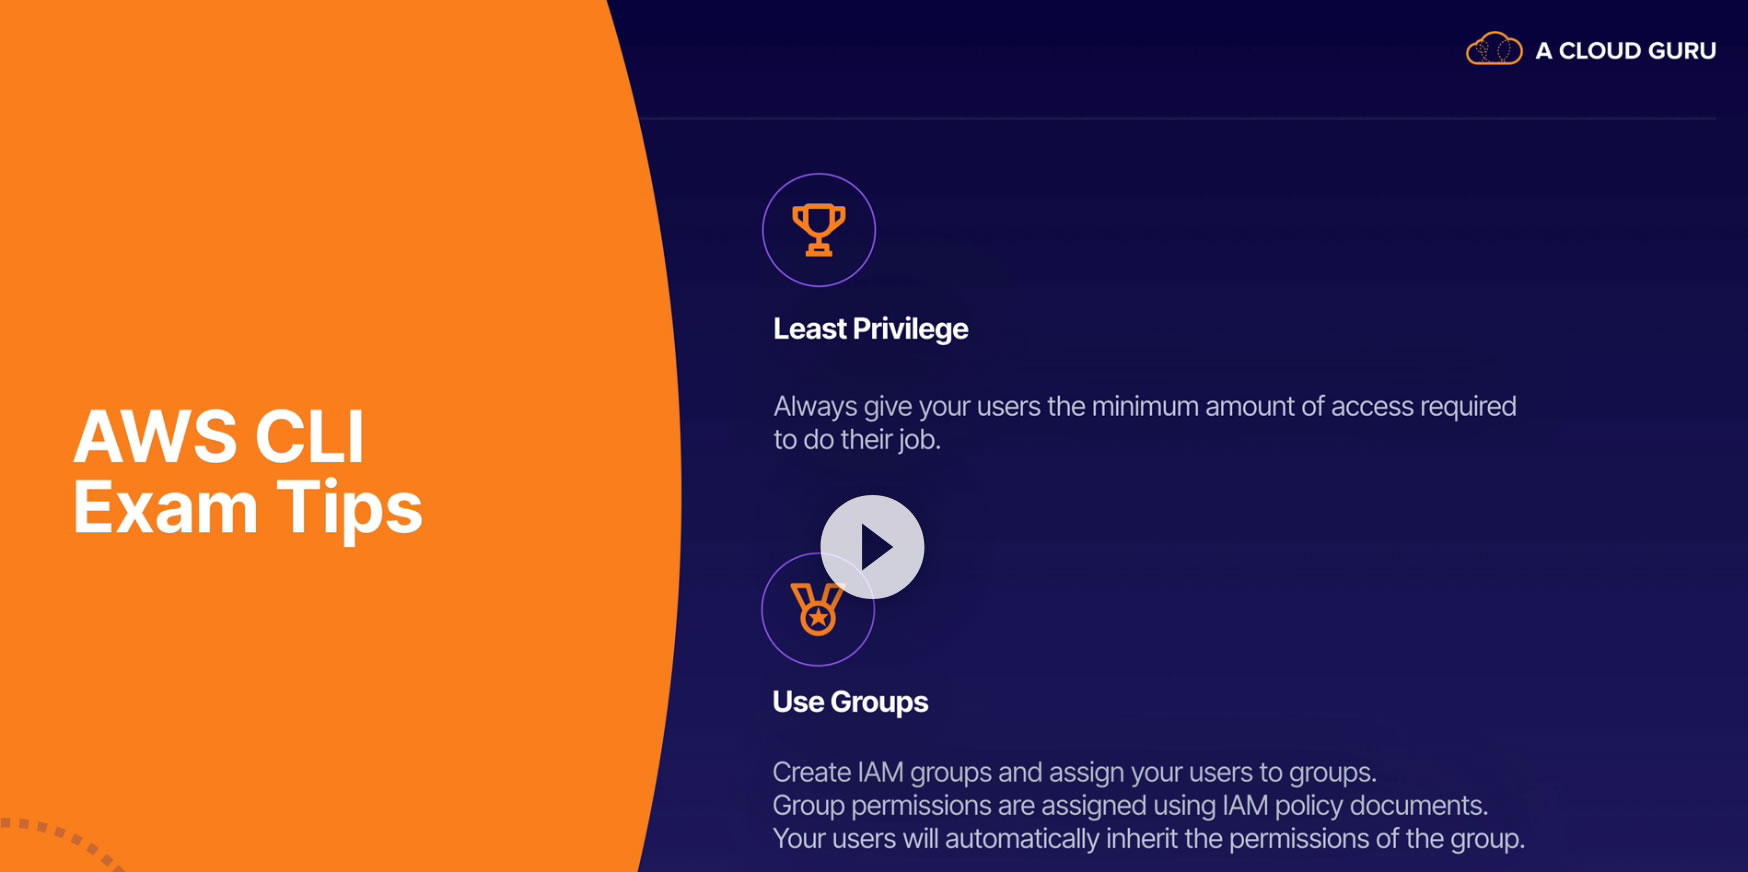 A CLOUD GURU
AWS CLI
Exam Tips
Least Privilege
Always give your users the minimum amount of access required
to do their job.
Use Groups
Create IAM groups and assign your users to groups.
Group permissions are assigned using IAM policy documents.
Your users will automatically inherit the permissions of the group.